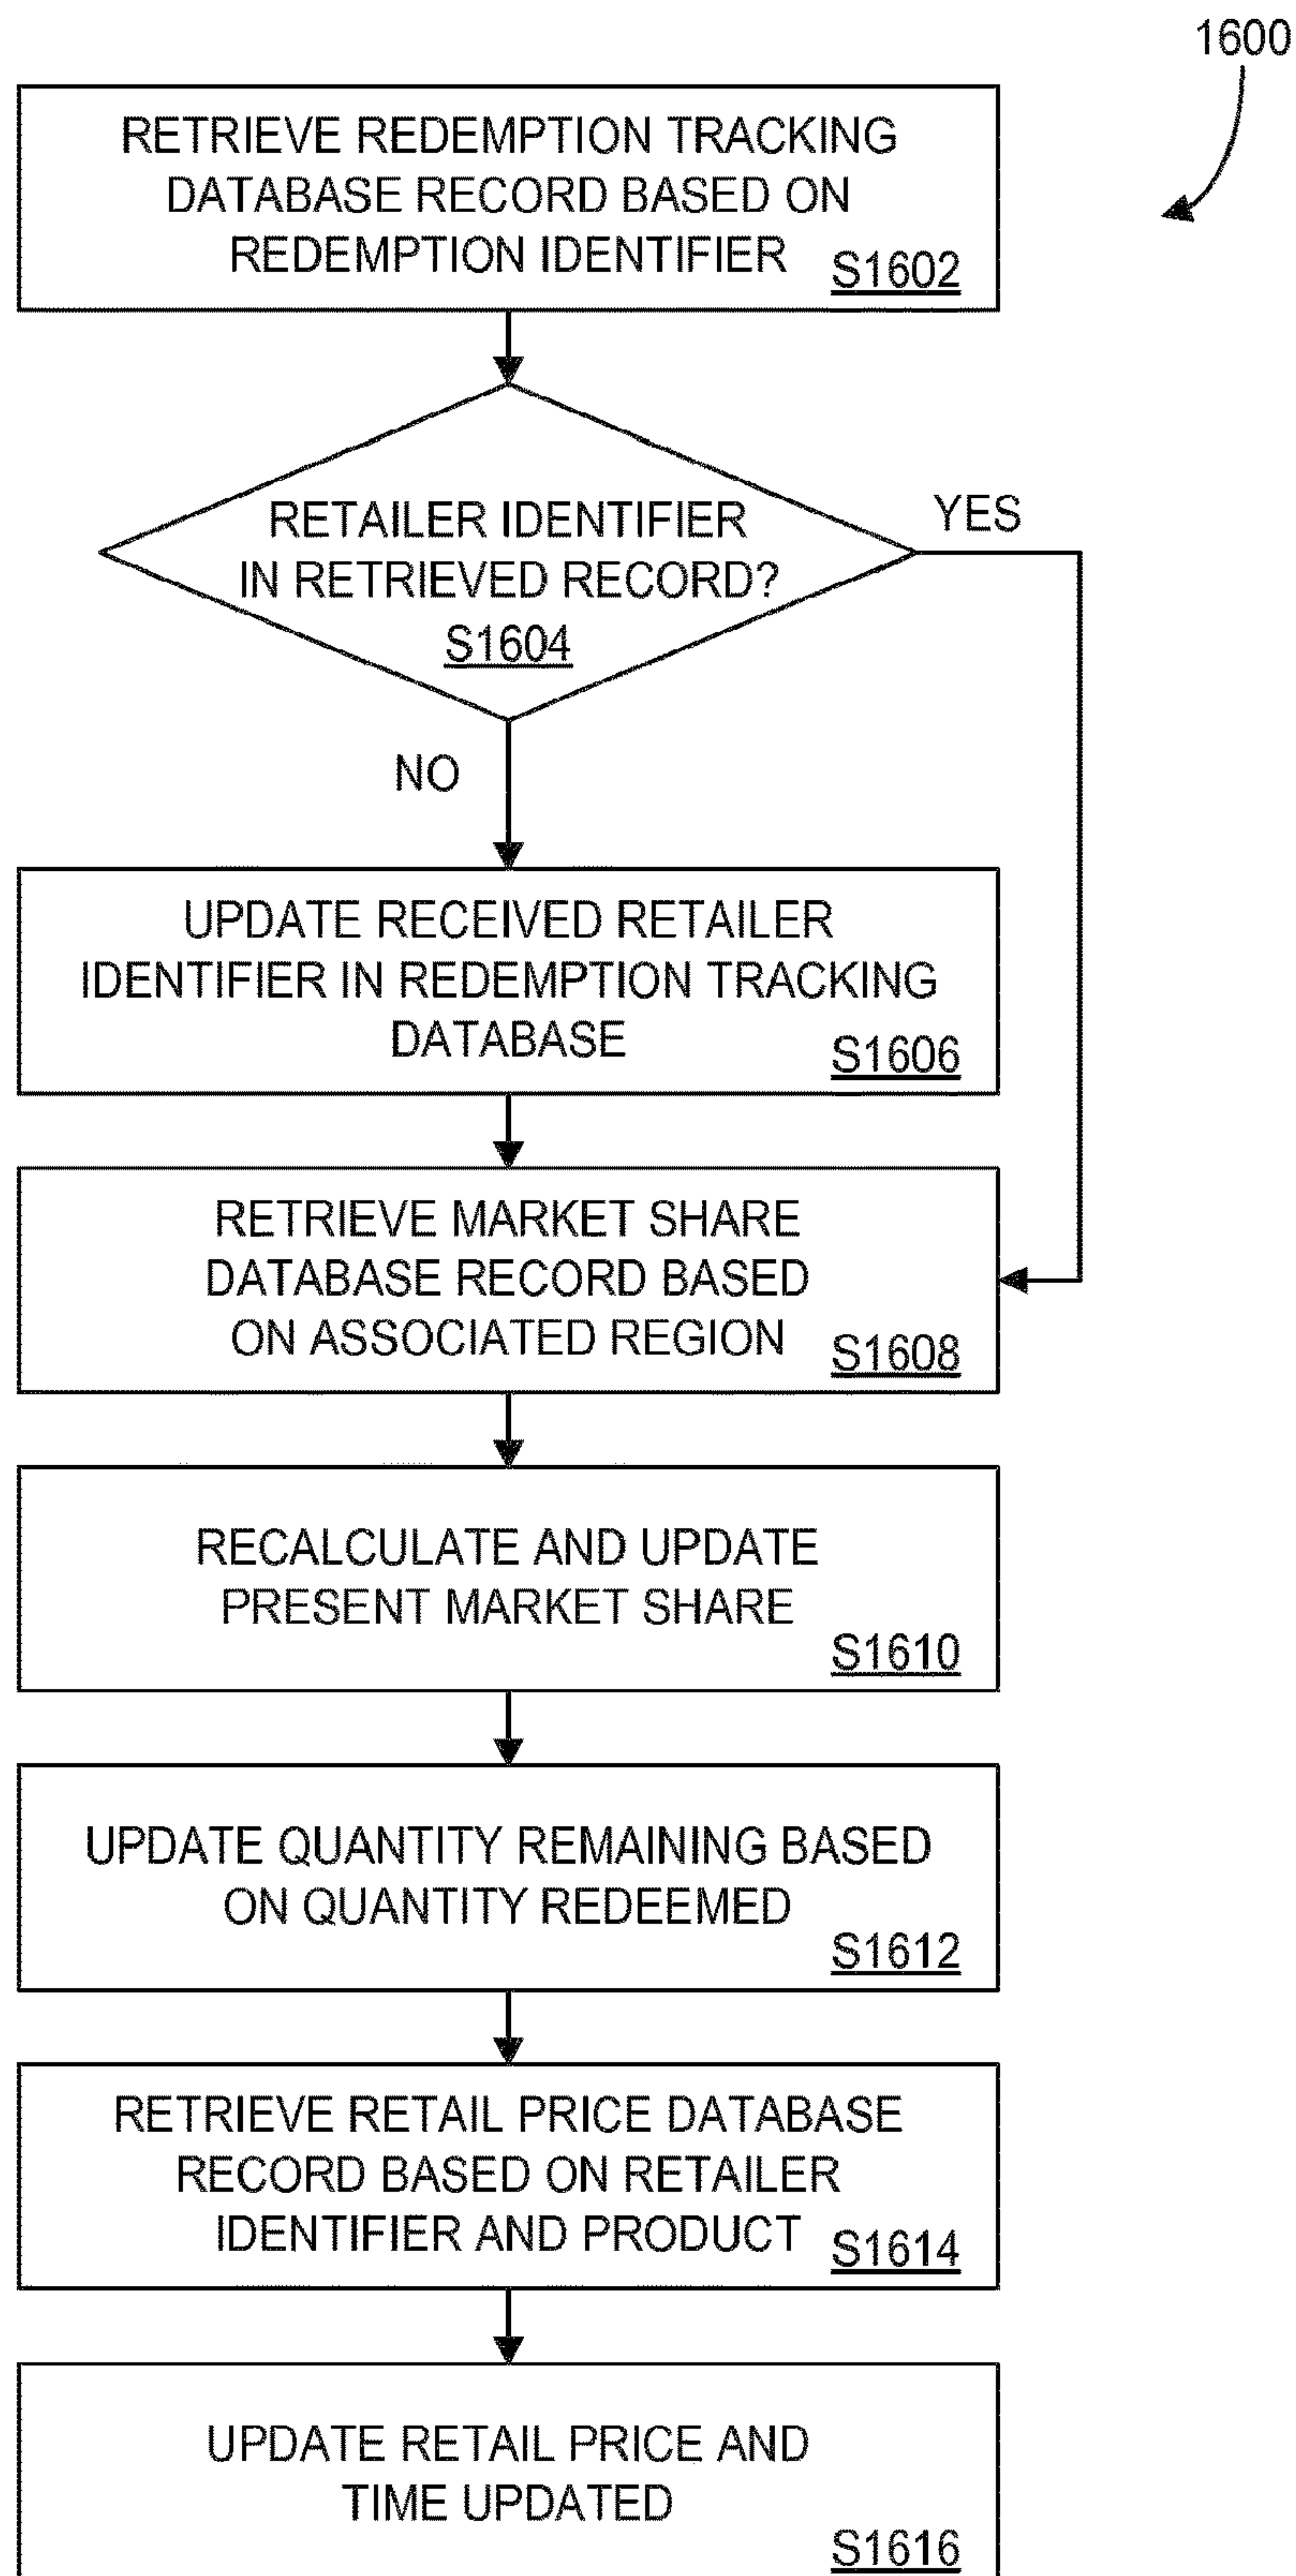 1600
RETRIEVE REDEMPTION TRACKING
DATABASE RECORD BASED ON
REDEMPTION IDENTIFIER
S1602
RETAILER IDENTIFIER
IN RETRIEVED RECORD?
S1604
YES
NO
UPDATE RECEIVED RETAILER
IDENTIFIER IN REDEMPTION TRACKING
DATABASE
S1606
RETRIEVE MARKET SHARE
DATABASE RECORD BASED
ON ASSOCIATED REGION
S1608
RECALCULATE AND UPDATE
PRESENT MARKET SHARE
S1610
UPDATE QUANTITY REMAINING BASED
ON QUANTITY REDEEMED
S1612
RETRIEVE RETAIL PRICE DATABASE
RECORD BASED ON RETAILER
IDENTIFIER AND PRODUCT
S1614
UPDATE RETAIL PRICE AND
TIME UPDATED
S1616